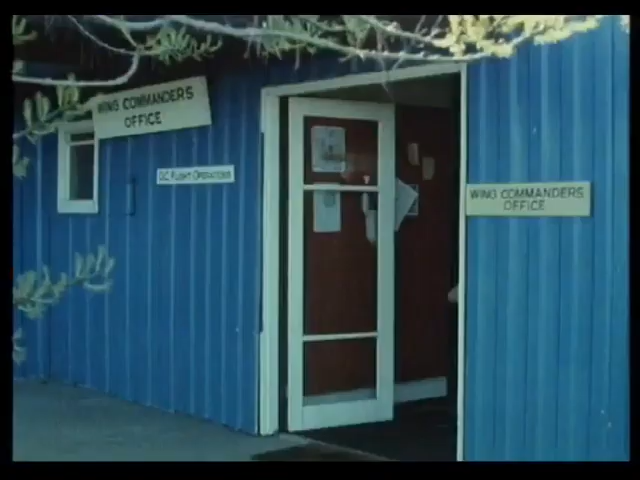 WING COMMANDERS
OFFICE
O.C. FLIGHT OPERATIONS
WING COMMANDERS
OFFICE